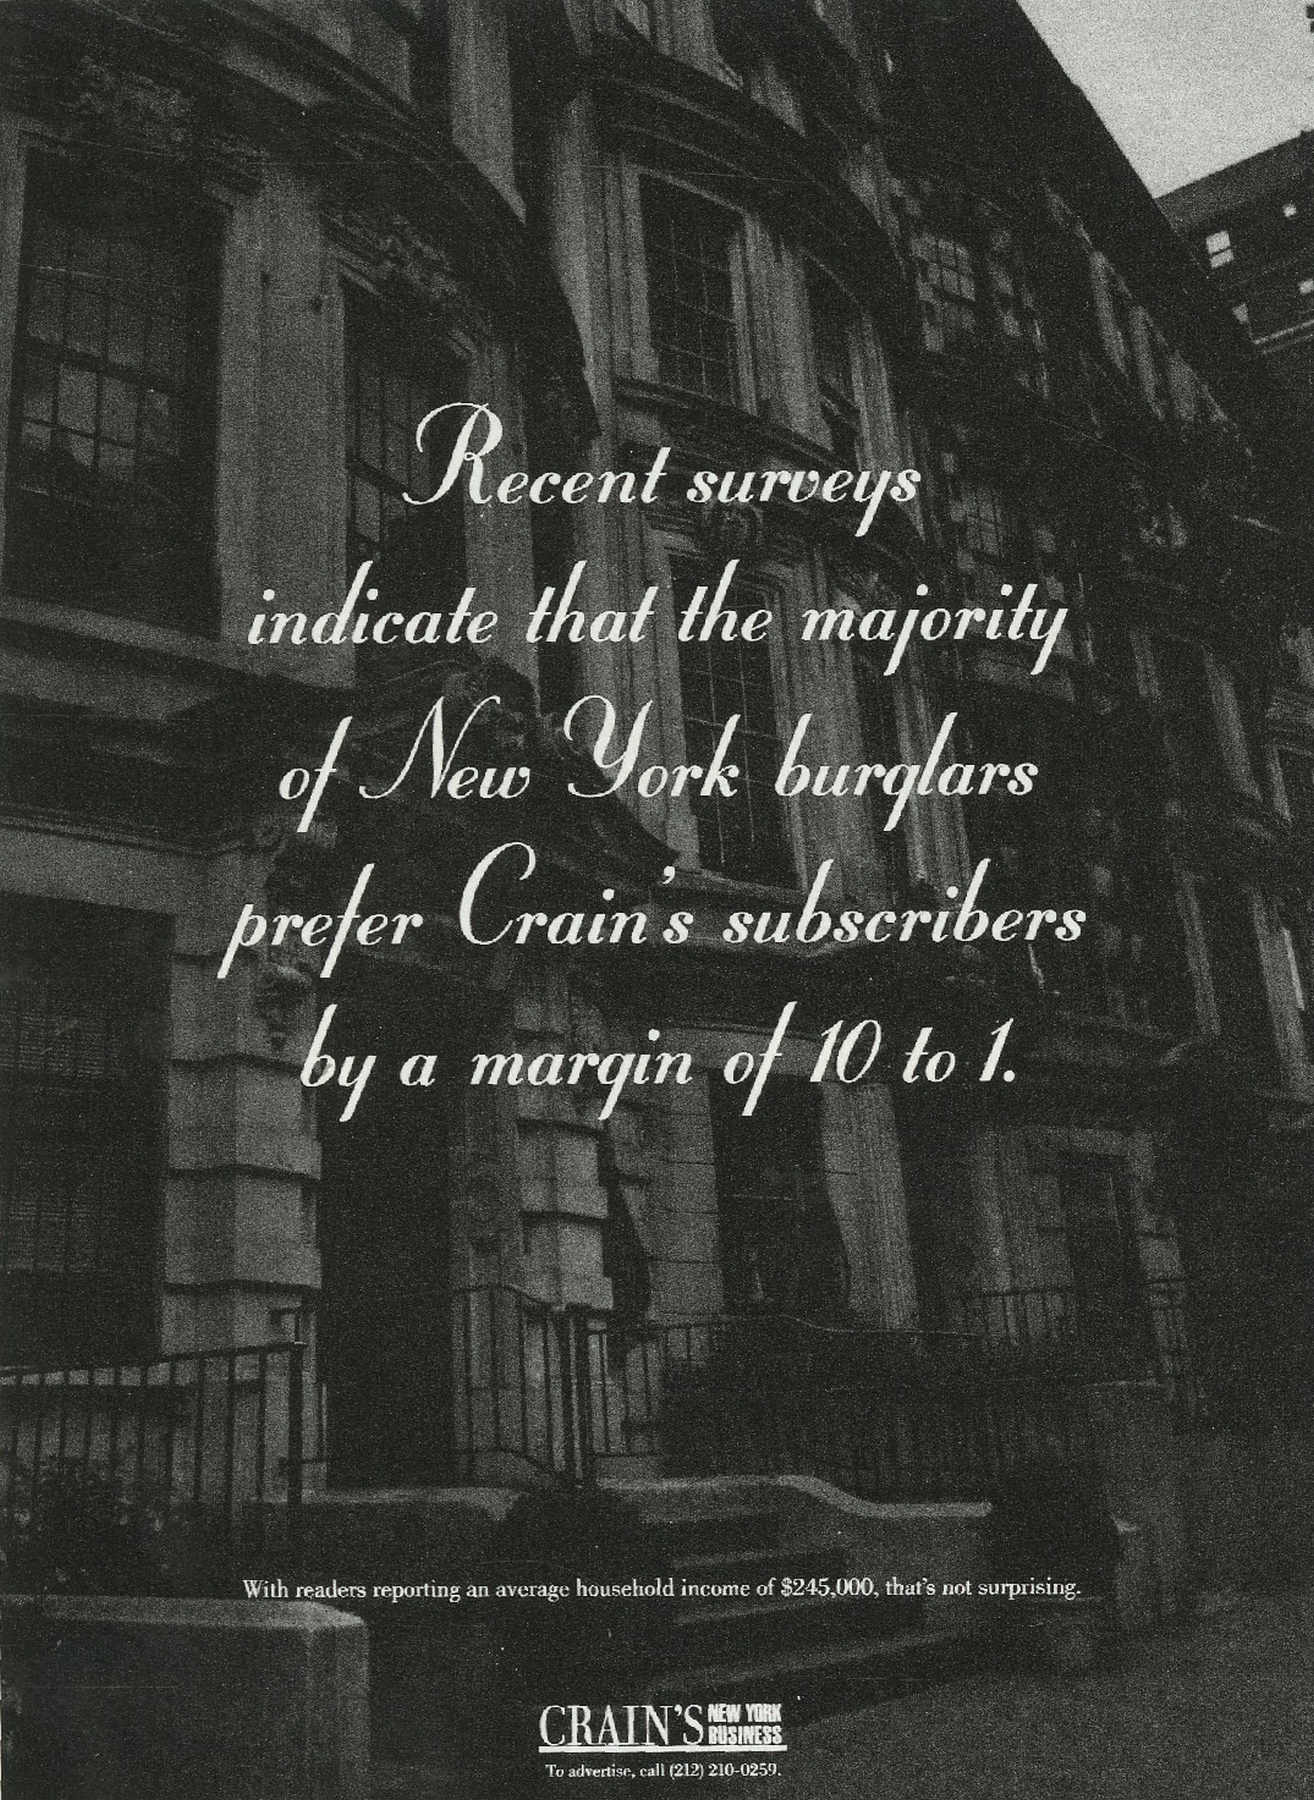 Recent surveys
indicate that the majority
of New York burglars
prefer Crain's subscribers
by a margin of 10 to 1.
With readers reporting an average household income of $245,000, that's not surprising.
CRAIN'S NEW YORK BUSINESS
To advertise, call (212) 210-0259.